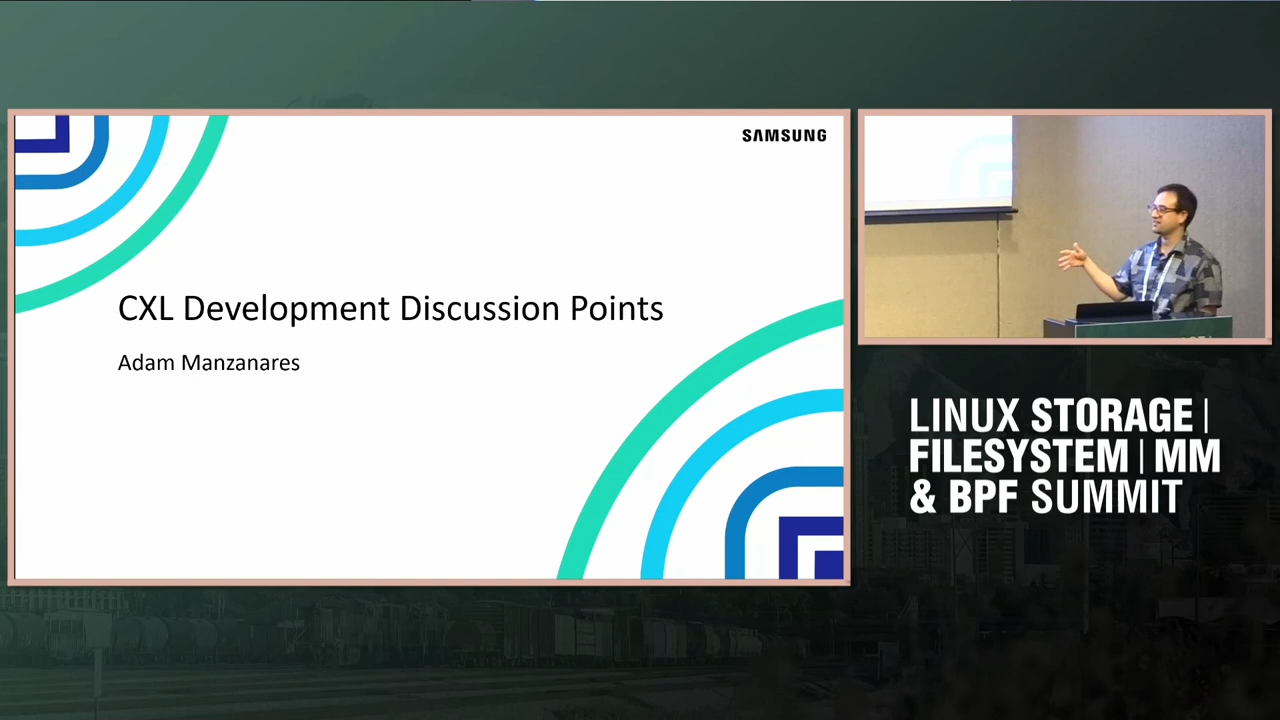 SAMSUNG
CXL Development Discussion Points
Adam Manzanares
LINUX STORAGE |
FILESYSTEM | MM
& BPF SUMMIT